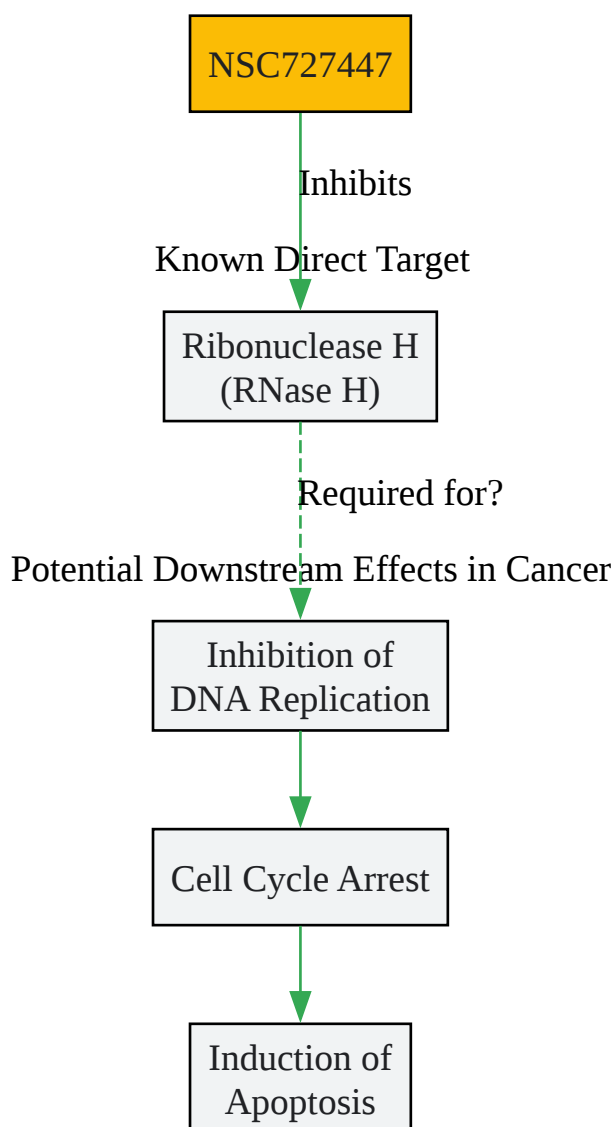 NSC727447
Inhibits
Known Direct Target
Ribonuclease H
(RNase H)
Required for?
Potential Downstream Effects in Cancer
Inhibition of
DNA Replication
Cell Cycle Arrest
Induction of
Apoptosis